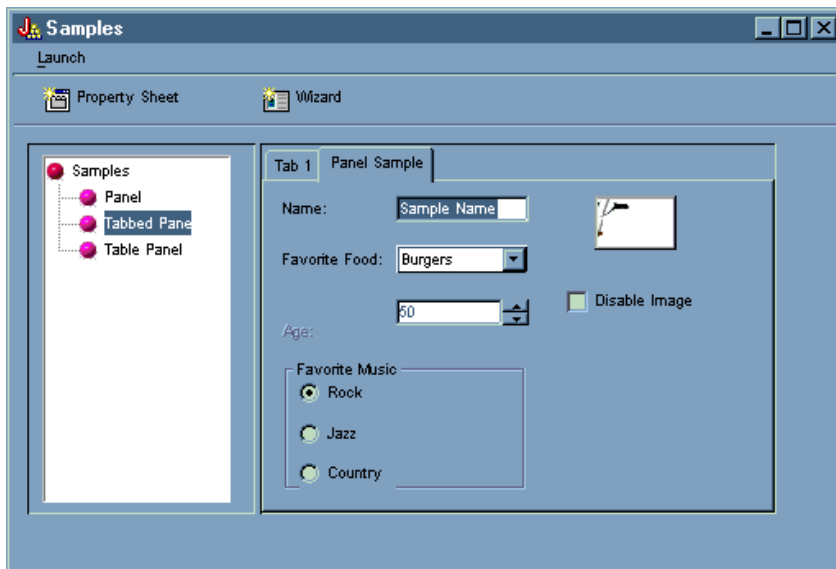 Samples
Launch
Property Sheet Wizard
Samples
Panel
Tabbed Pane
Table Panel
Tab 1 Panel Sample
Name: Sample Name
Favorite Food: Burgers
Age: 50
Disable Image
Favorite Music
Rock
Jazz
Country